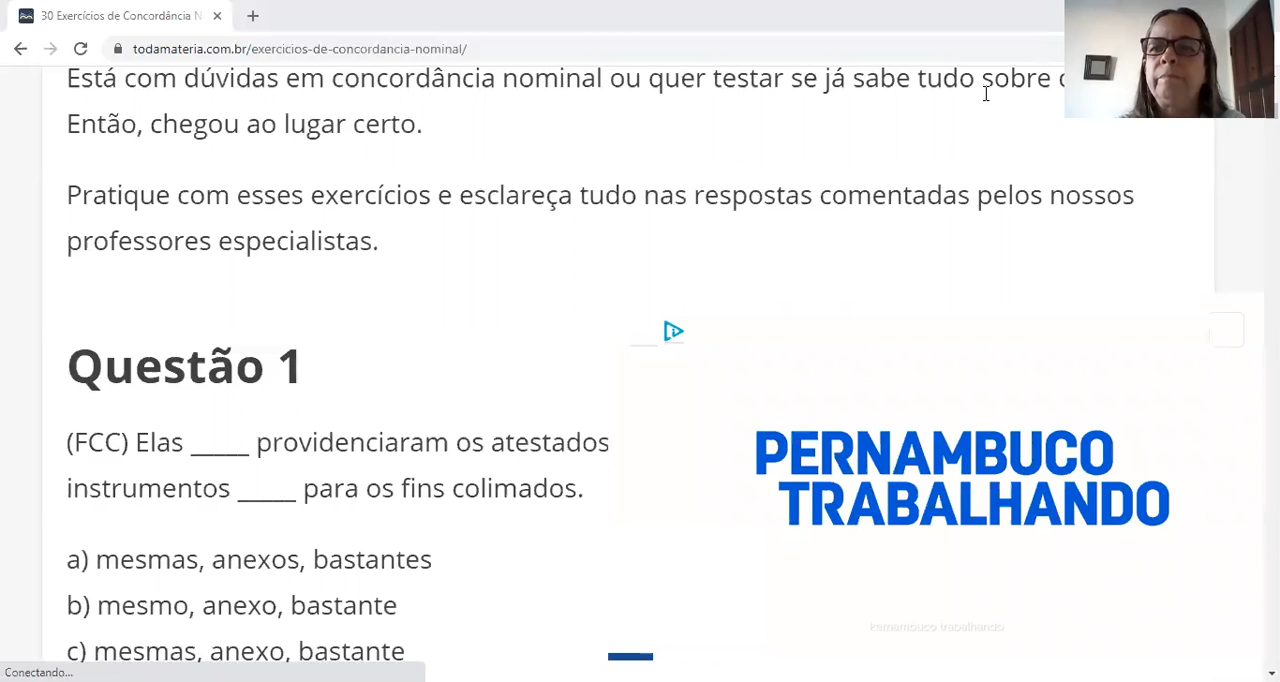 30 Exercícios de Concordância N
todamateria.com.br/exercicios-de-concordancia-nominal/
Está com dúvidas em concordância nominal ou quer testar se já sabe tudo sobre
Então, chegou ao lugar certo.
Pratique com esses exercícios e esclareça tudo nas respostas comentadas pelos nossos
professores especialistas.
Questão 1
(FCC) Elas _____ providenciaram os atestados
instrumentos _____ para os fins colimados.
a) mesmas, anexos, bastantes
b) mesmo, anexo, bastante
c) mesmas, anexo, bastante
PERNAMBUCO
TRABALHANDO
Pernambuco trabalhando
Conectando...